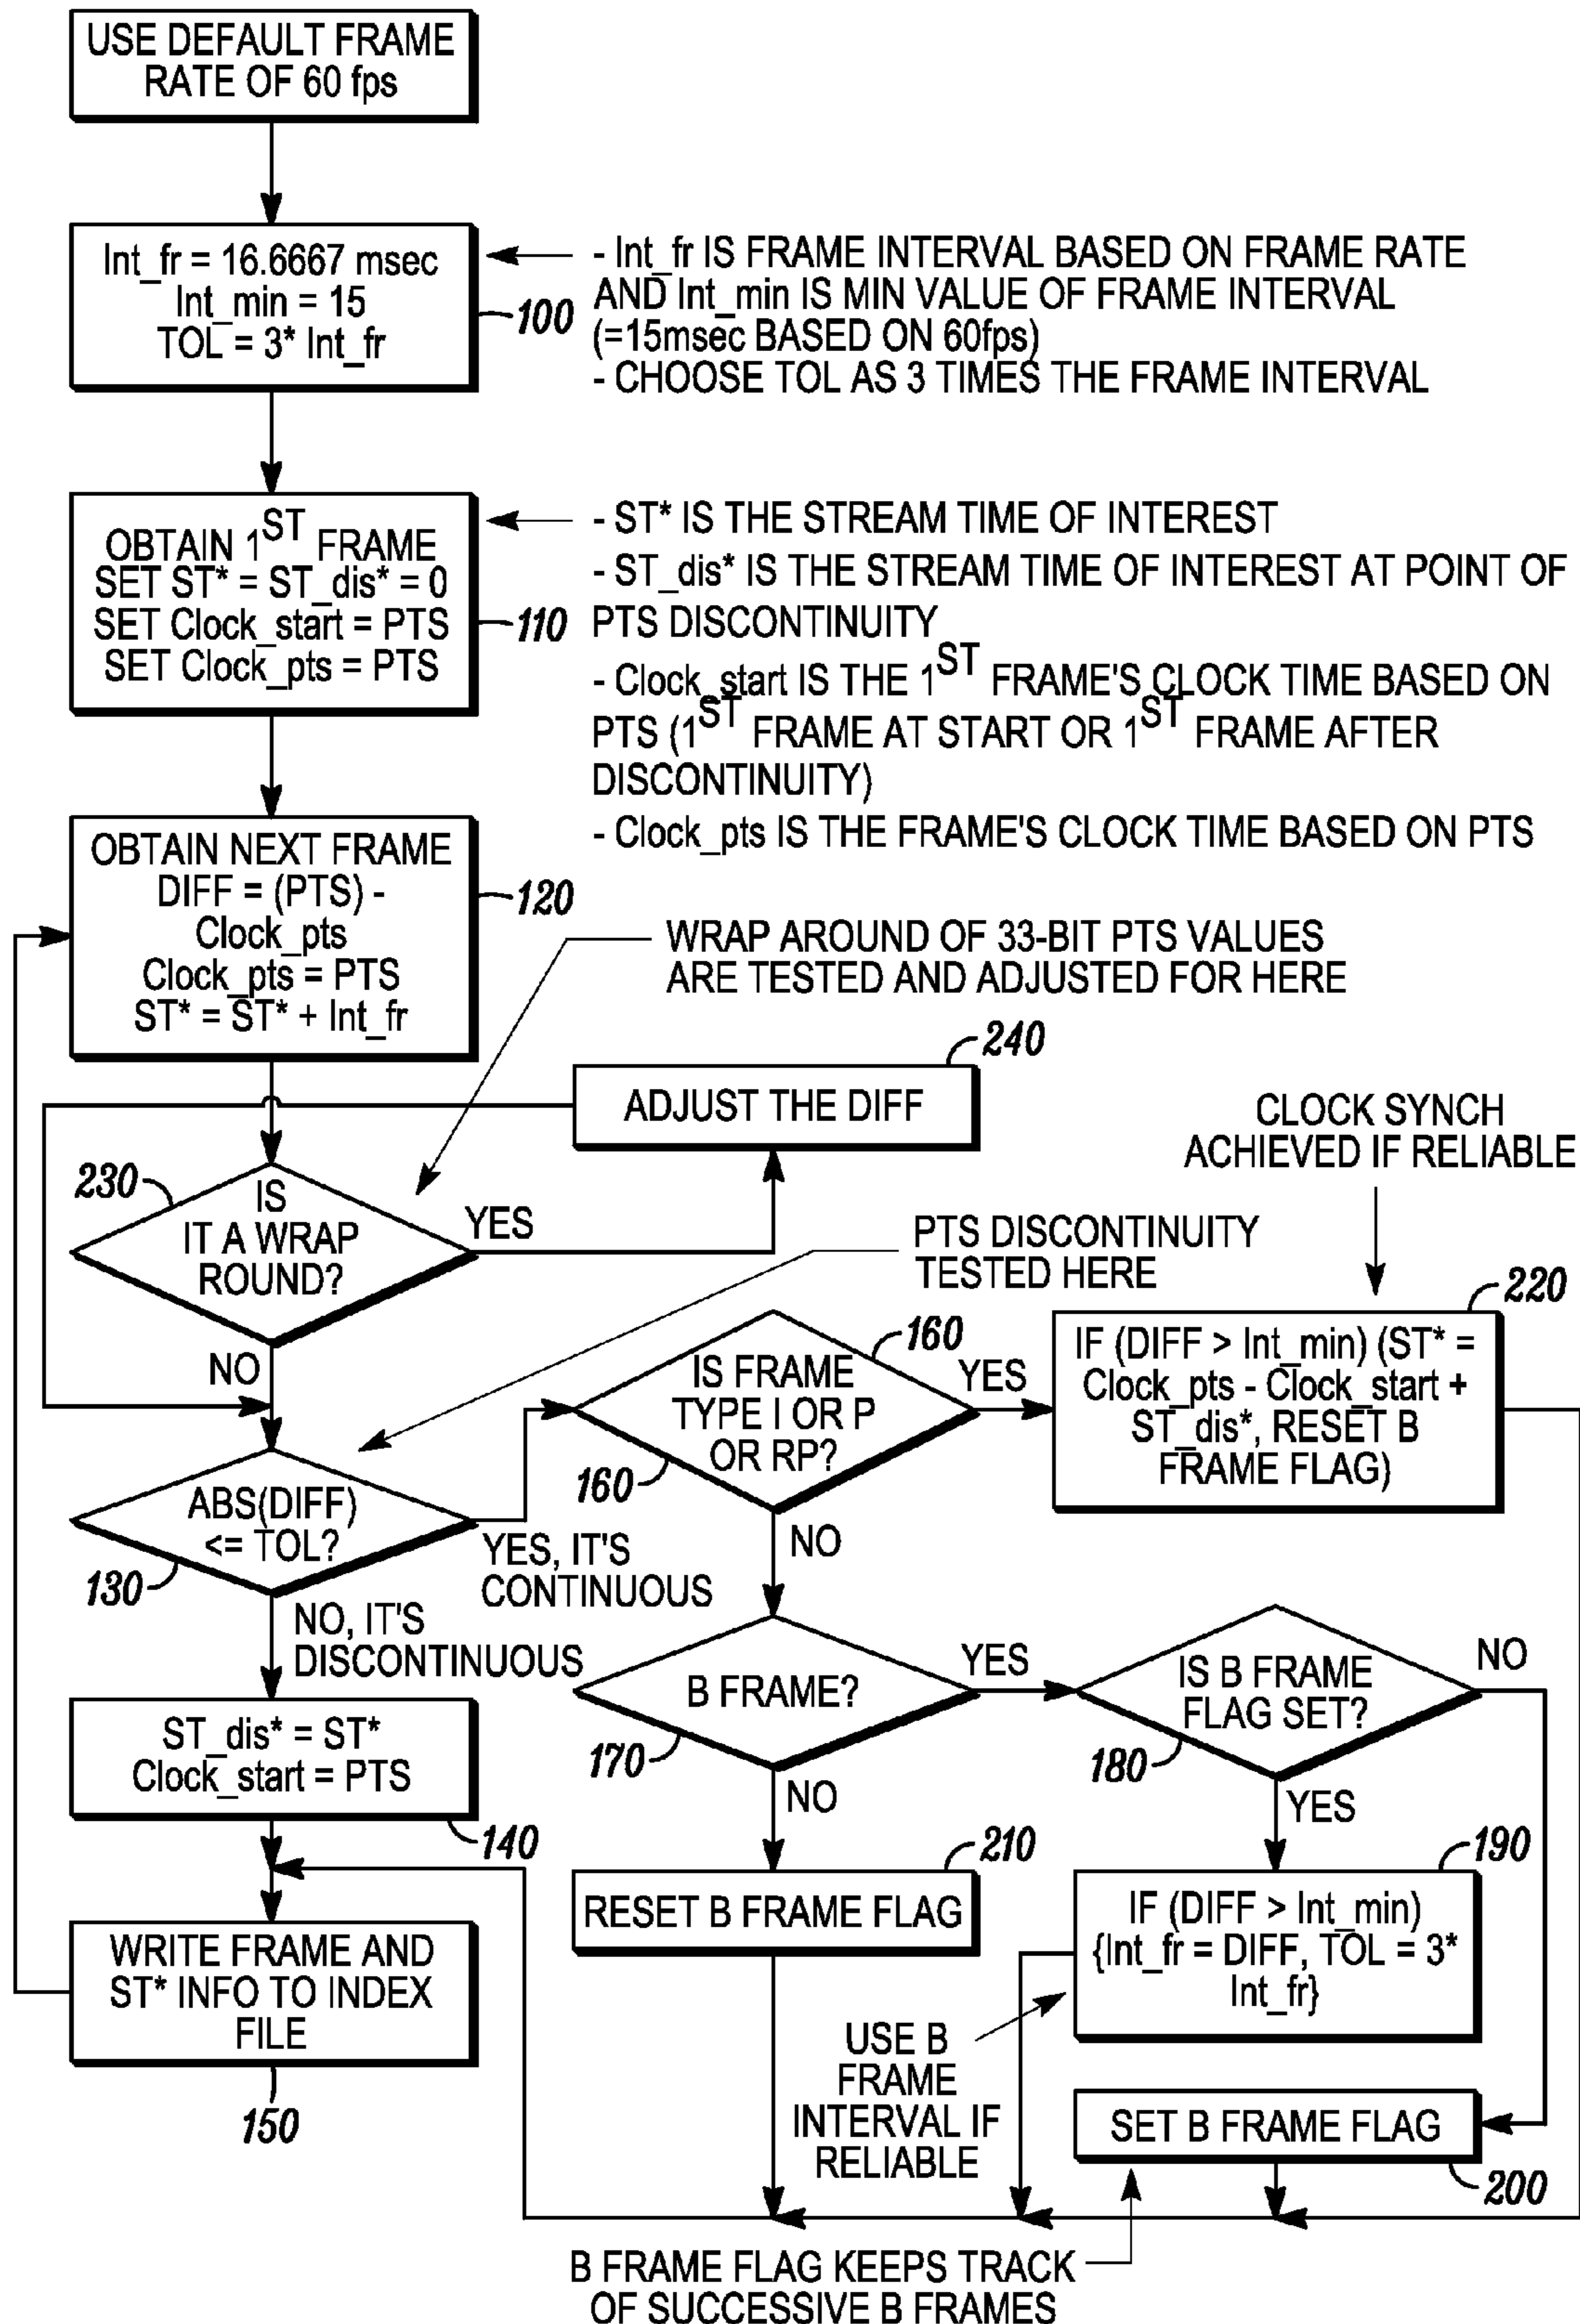 USE DEFAULT FRAME
RATE OF 60 fps
Int_fr = 16.6667 msec
Int_min = 15
TOL = 3* Int_fr
100
- Int_fr IS FRAME INTERVAL BASED ON FRAME RATE
AND Int_min IS MIN VALUE OF FRAME INTERVAL
(=15msec BASED ON 60fps)
- CHOOSE TOL AS 3 TIMES THE FRAME INTERVAL
OBTAIN 1ST FRAME
SET ST* = ST_dis* = 0
SET Clock_start = PTS
SET Clock_pts = PTS
110
- ST* IS THE STREAM TIME OF INTEREST
- ST_dis* IS THE STREAM TIME OF INTEREST AT POINT OF
PTS DISCONTINUITY
- Clock_start IS THE 1ST FRAME'S CLOCK TIME BASED ON
PTS (1ST FRAME AT START OR 1ST FRAME AFTER
DISCONTINUITY)
- Clock_pts IS THE FRAME'S CLOCK TIME BASED ON PTS
OBTAIN NEXT FRAME
DIFF = (PTS) -
Clock_pts
Clock_pts = PTS
ST* = ST* + Int_fr
120
WRAP AROUND OF 33-BIT PTS VALUES
ARE TESTED AND ADJUSTED FOR HERE
240
ADJUST THE DIFF
CLOCK SYNCH
ACHIEVED IF RELIABLE
230
IS
IT A WRAP
ROUND?
YES
NO
PTS DISCONTINUITY
TESTED HERE
160
IS FRAME
TYPE I OR P
OR RP?
160
YES
NO
220
IF (DIFF > Int_min) (ST* =
Clock_pts - Clock_start +
ST_dis*, RESET B
FRAME FLAG)
ABS(DIFF)
<= TOL?
130
YES, IT'S
CONTINUOUS
NO, IT'S
DISCONTINUOUS
B FRAME?
170
YES
NO
IS B FRAME
FLAG SET?
180
NO
YES
ST_dis* = ST*
Clock_start = PTS
140
210
RESET B FRAME FLAG
190
IF (DIFF > Int_min)
{Int_fr = DIFF, TOL = 3*
Int_fr}
WRITE FRAME AND
ST* INFO TO INDEX
FILE
150
USE B
FRAME
INTERVAL IF
RELIABLE
SET B FRAME FLAG
200
B FRAME FLAG KEEPS TRACK
OF SUCCESSIVE B FRAMES